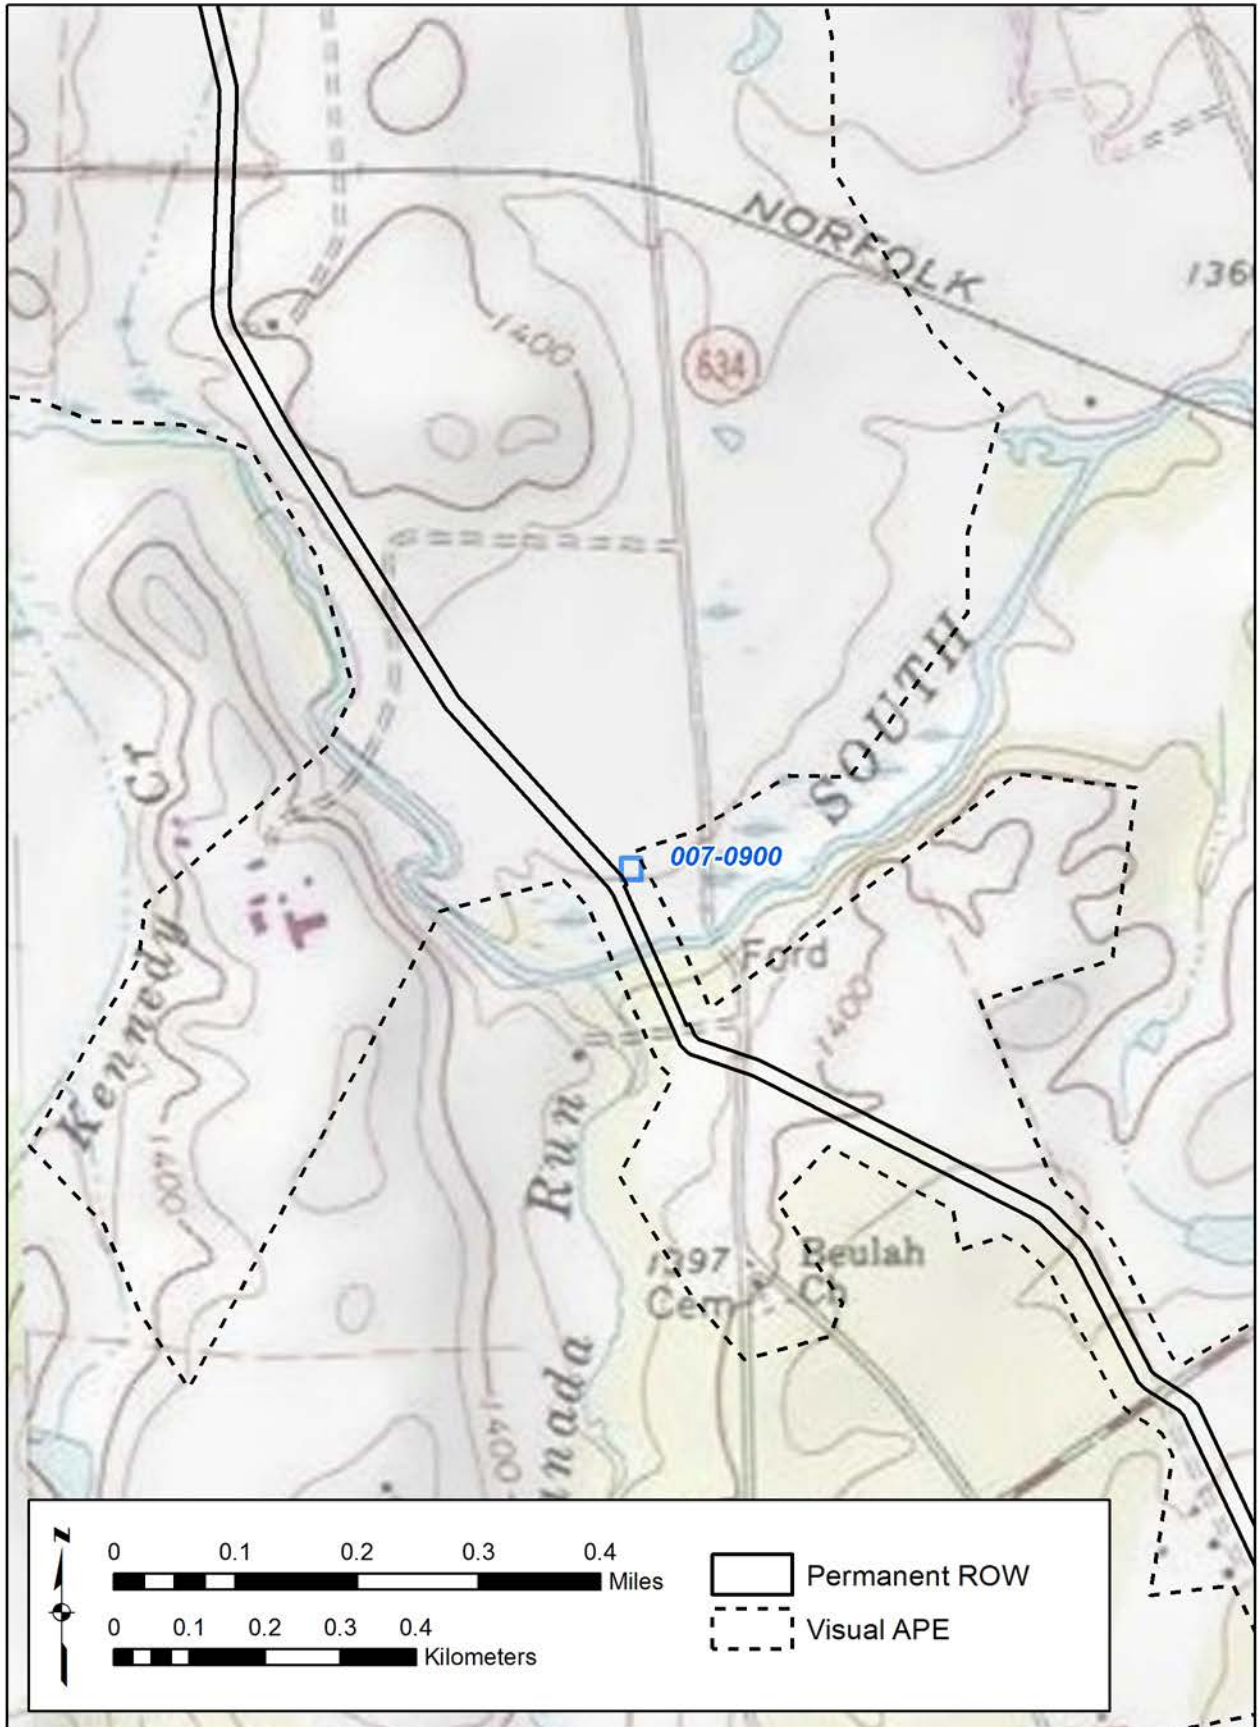 NORFOLK
136
1400
634
SOUTH
007-0900
Kennedy Cr
Ford
1400
1400
Run
1397
Cem
Beulah
Ch
nada
1400
N
0 0.1 0.2 0.3 0.4
Miles
0 0.1 0.2 0.3 0.4
Kilometers
Permanent ROW
Visual APE